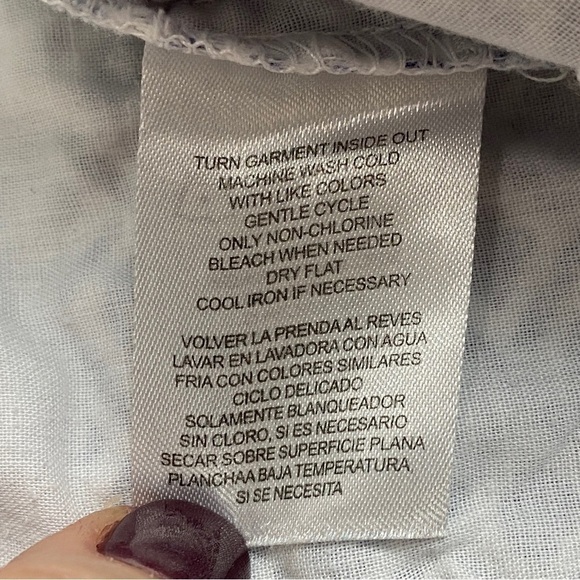 TURN GARMENT INSIDE OUT
MACHINE WASH COLD
WITH LIKE COLORS
GENTLE CYCLE
ONLY NON-CHLORINE
BLEACH WHEN NEEDED
DRY FLAT
COOL IRON IF NECESSARY
VOLVER LA PRENDA AL REVES
LAVAR EN LAVADORA CON AGUA
FRIA CON COLORES SIMILARES
CICLO DELICADO
SOLAMENTE BLANQUEADOR
SIN CLORO, SI ES NECESARIO
SECAR SOBRE SUPERFICIE PLANA
PLANCHAA BAJA TEMPERATURA
SI SE NECESITA